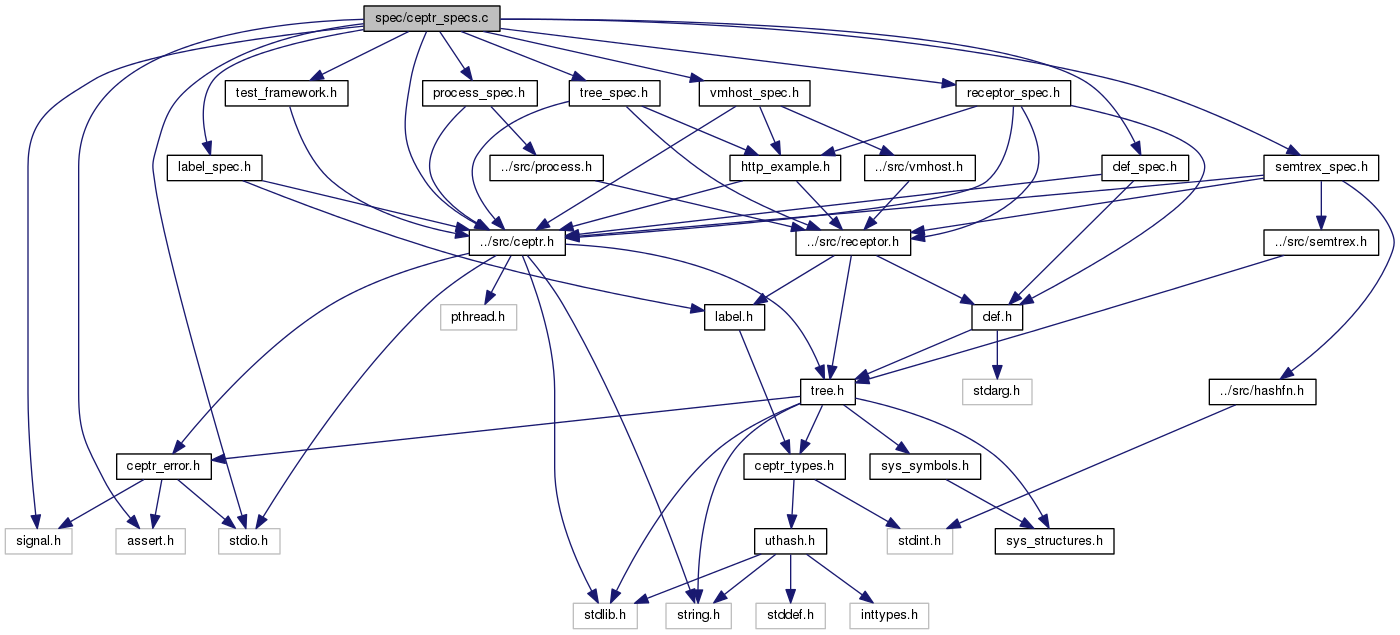 spec/ceptr_specs.c
test_framework.h
process_spec.h
tree_spec.h
vmhost_spec.h
receptor_spec.h
label_spec.h
../src/process.h
http_example.h
../src/vmhost.h
def_spec.h
semtrex_spec.h
../src/ceptr.h
../src/receptor.h
../src/semtrex.h
pthread.h
label.h
def.h
tree.h
stdarg.h
../src/hashfn.h
ceptr_error.h
ceptr_types.h
sys_symbols.h
signal.h
assert.h
stdio.h
uthash.h
stdint.h
sys_structures.h
stdlib.h
string.h
stddef.h
inttypes.h